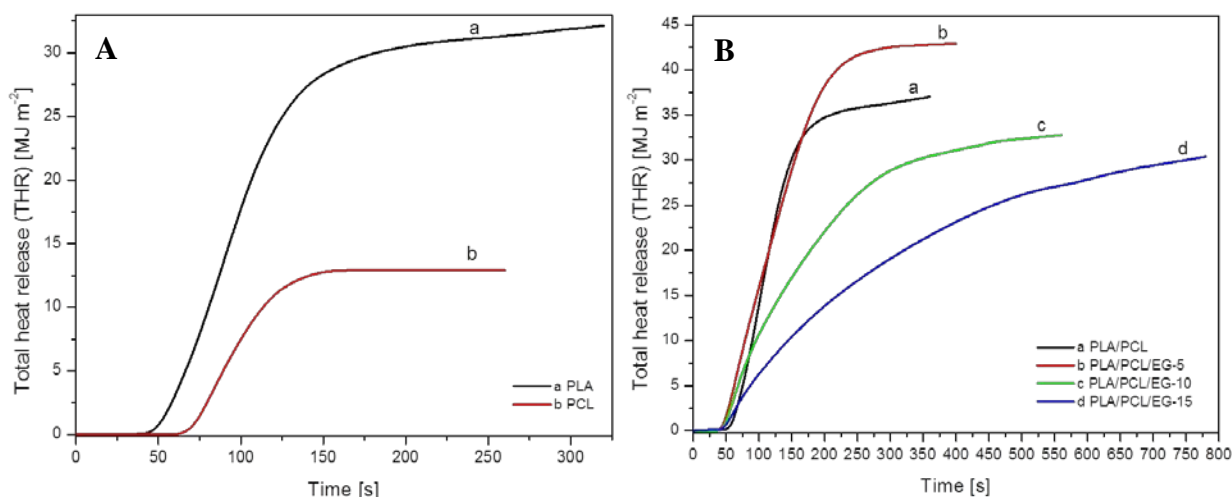 A
Total heat release (THR) [MJ m⁻²]
30
25
20
15
10
5
0
a
b
a PLA
b PCL
0 50 100 150 200 250 300
Time [s]
B
Total heat release (THR) [MJ m⁻²]
45
40
35
30
25
20
15
10
5
0
b
a
c
d
a PLA/PCL
b PLA/PCL/EG-5
c PLA/PCL/EG-10
d PLA/PCL/EG-15
0 50 100 150 200 250 300 350 400 450 500 550 600 650 700 750 800
Time [s]